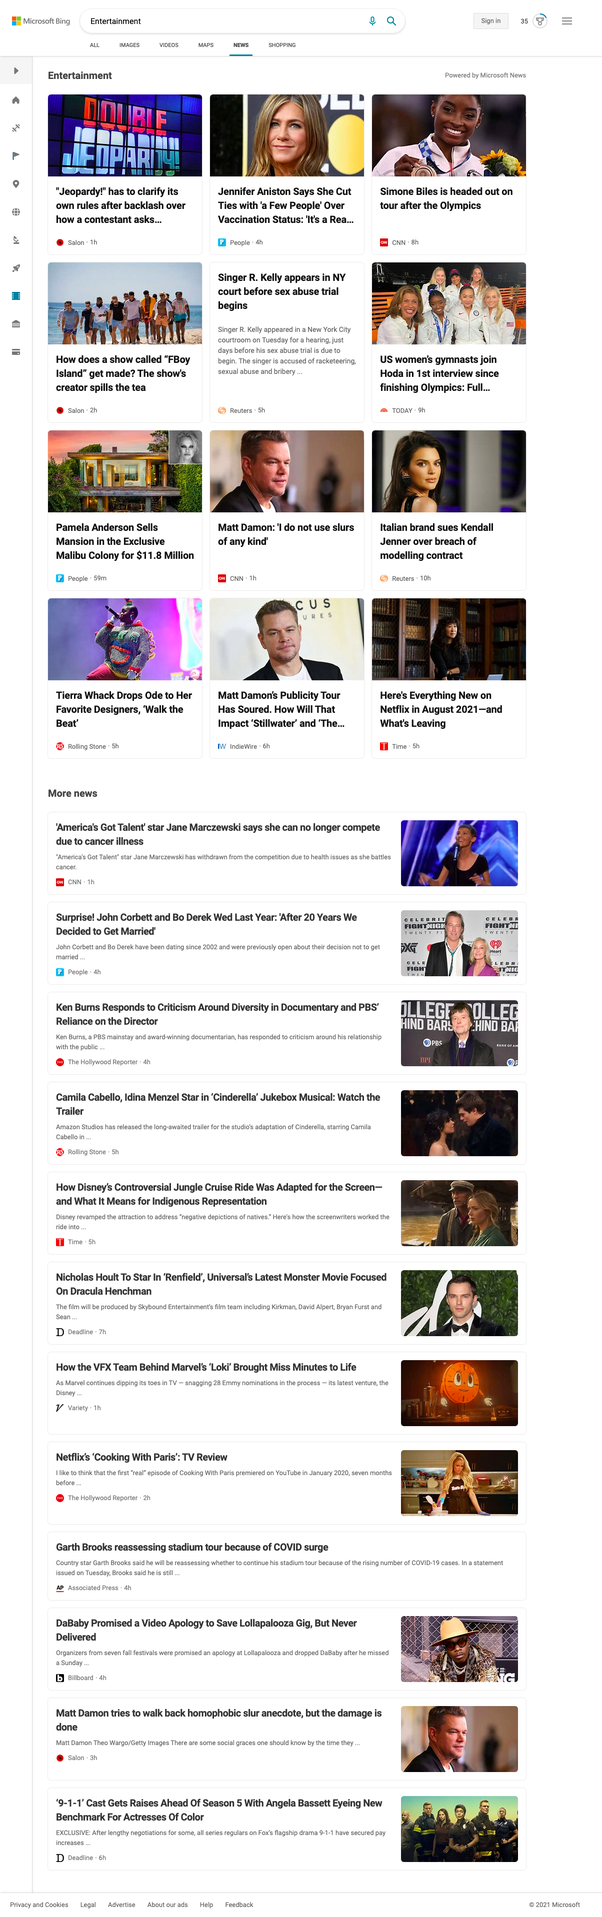 Microsoft Bing
Entertainment
Sign in
35
ALL
IMAGES
VIDEOS
MAPS
NEWS
SHOPPING
Entertainment
Powered by Microsoft News
DOUBLE
JEOPARDY!
"Jeopardy!" has to clarify its
own rules after backlash over
how a contestant asks...
Salon · 1h
Jennifer Aniston Says She Cut
Ties with 'a Few People' Over
Vaccination Status: 'It's a Rea...
People · 4h
Simone Biles is headed out on
tour after the Olympics
CNN · 8h
How does a show called "FBoy
Island" get made? The show's
creator spills the tea
Salon · 2h
Singer R. Kelly appears in NY
court before sex abuse trial
begins
Singer R. Kelly appeared in a New York City
courtroom on Tuesday for a hearing, just
days before his sex abuse trial is due to
begin. The singer is accused of racketeering,
sexual abuse and bribery ...
Reuters · 5h
US women's gymnasts join
Hoda in 1st interview since
finishing Olympics: Full...
TODAY · 9h
Pamela Anderson Sells
Mansion in the Exclusive
Malibu Colony for $11.8 Million
People · 59m
Matt Damon: 'I do not use slurs
of any kind'
CNN · 1h
Italian brand sues Kendall
Jenner over breach of
modelling contract
Reuters · 10h
Tierra Whack Drops Ode to Her
Favorite Designers, 'Walk the
Beat'
Rolling Stone · 5h
CUS
URES
Matt Damon's Publicity Tour
Has Soured. How Will That
Impact 'Stillwater' and 'The...
IndieWire · 6h
Here's Everything New on
Netflix in August 2021—and
What's Leaving
Time · 5h
More news
'America's Got Talent' star Jane Marczewski says she can no longer compete
due to cancer illness
"America's Got Talent" star Jane Marczewski has withdrawn from the competition due to health issues as she battles
cancer.
CNN · 1h
Surprise! John Corbett and Bo Derek Wed Last Year: 'After 20 Years We
Decided to Get Married'
John Corbett and Bo Derek have been dating since 2002 and were previously open about their decision not to get
married ...
People · 4h
Ken Burns Responds to Criticism Around Diversity in Documentary and PBS'
Reliance on the Director
Ken Burns, a PBS mainstay and award-winning documentarian, has responded to criticism around his relationship
with the public ...
The Hollywood Reporter · 4h
OLLEGE
HIND BARS
PBS
Camila Cabello, Idina Menzel Star in 'Cinderella' Jukebox Musical: Watch the
Trailer
Amazon Studios has released the long-awaited trailer for the studio's adaptation of Cinderella, starring Camila
Cabello in ...
Rolling Stone · 5h
How Disney's Controversial Jungle Cruise Ride Was Adapted for the Screen—
and What It Means for Indigenous Representation
Disney revamped the attraction to address "negative depictions of natives." Here's how the screenwriters worked the
ride into ...
Time · 5h
Nicholas Hoult To Star In 'Renfield', Universal's Latest Monster Movie Focused
On Dracula Henchman
The film will be produced by Skybound Entertainment's film team including Kirkman, David Alpert, Bryan Furst and
Sean ...
Deadline · 7h
How the VFX Team Behind Marvel's 'Loki' Brought Miss Minutes to Life
As Marvel continues dipping its toes in TV — snagging 28 Emmy nominations in the process — its latest venture, the
Disney ...
Variety · 1h
Netflix's 'Cooking With Paris': TV Review
I like to think that the first "real" episode of Cooking With Paris premiered on YouTube in January 2020, seven months
before ...
The Hollywood Reporter · 2h
Garth Brooks reassessing stadium tour because of COVID surge
Country star Garth Brooks said he will be reassessing whether to continue his stadium tour because of the rising number of COVID-19 cases. In a statement
issued on Tuesday, Brooks said he is still ...
Associated Press · 4h
DaBaby Promised a Video Apology to Save Lollapalooza Gig, But Never
Delivered
Organizers from seven fall festivals were promised an apology at Lollapalooza and dropped DaBaby after he missed
a Sunday ...
Billboard · 4h
Matt Damon tries to walk back homophobic slur anecdote, but the damage is
done
Matt Damon Theo Wargo/Getty Images There are some social graces one should know by the time they ...
Salon · 3h
'9-1-1' Cast Gets Raises Ahead Of Season 5 With Angela Bassett Eyeing New
Benchmark For Actresses Of Color
EXCLUSIVE: After lengthy negotiations for some, all series regulars on Fox's flagship drama 9-1-1 have secured pay
increases ...
Deadline · 6h
Privacy and Cookies
Legal
Advertise
About our ads
Help
Feedback
© 2021 Microsoft